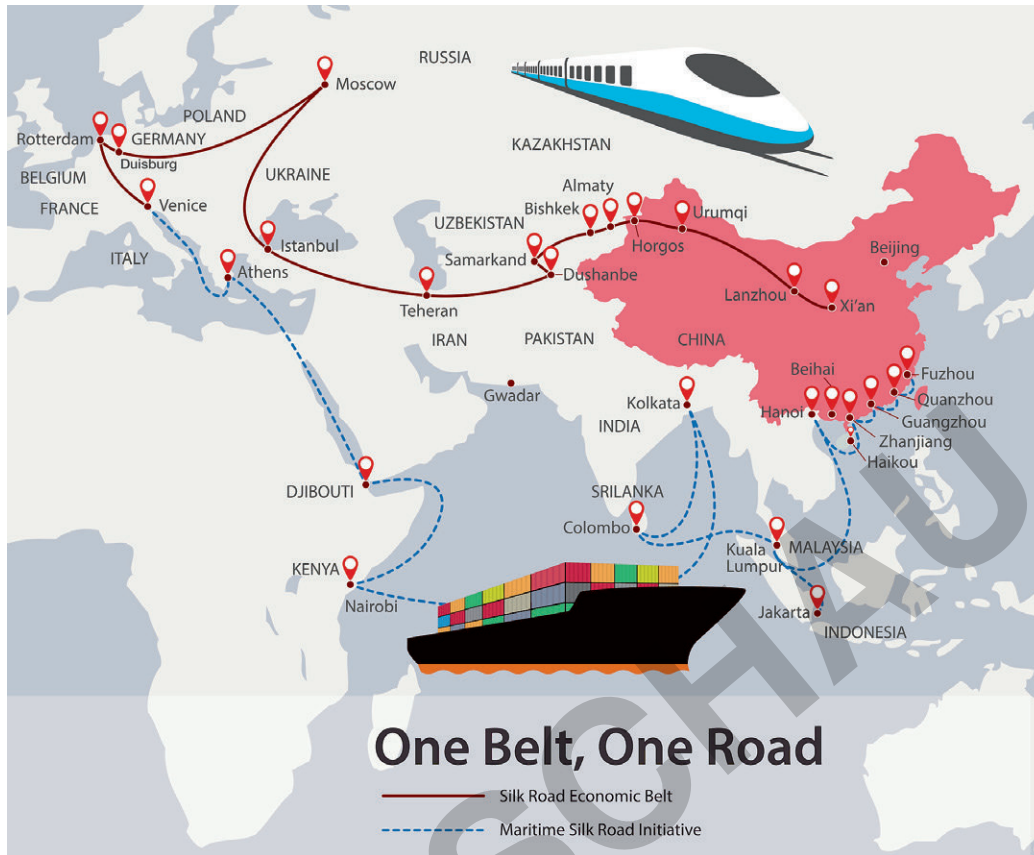 RUSSIA
Moscow
POLAND
Rotterdam
GERMANY
Duisburg
KAZAKHSTAN
BELGIUM
UKRAINE
Almaty
FRANCE
Venice
Bishkek
Urumqi
UZBEKISTAN
Horgos
ITALY
Istanbul
Beijing
Athens
Samarkand
Dushanbe
Lanzhou
Xi'an
Teheran
IRAN
PAKISTAN
CHINA
Beihai
Fuzhou
Gwadar
Quanzhou
Kolkata
Hanoi
Guangzhou
INDIA
Zhanjiang
Haikou
DJIBOUTI
SRILANKA
Colombo
Kuala
Lumpur
MALAYSIA
KENYA
Nairobi
Jakarta
INDONESIA
One Belt, One Road
Silk Road Economic Belt
Maritime Silk Road Initiative
SCHAU